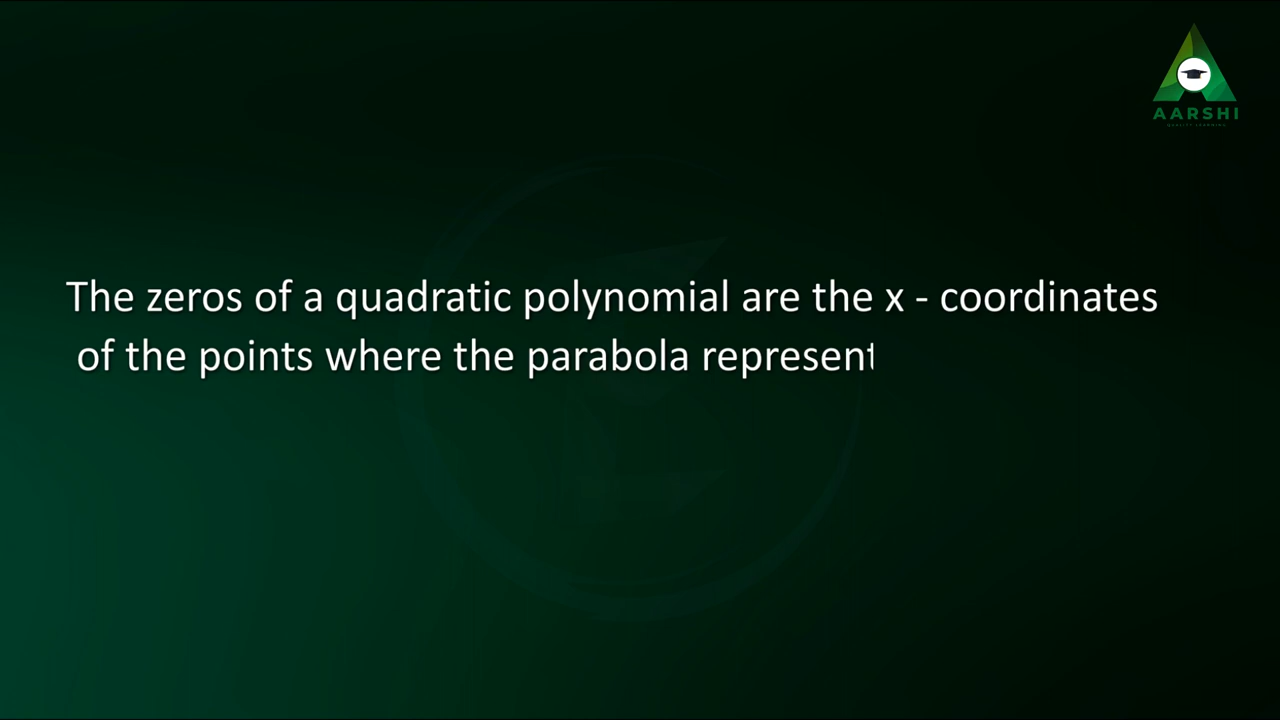 AARSHI
The zeros of a quadratic polynomial are the x - coordinates
of the points where the parabola represent